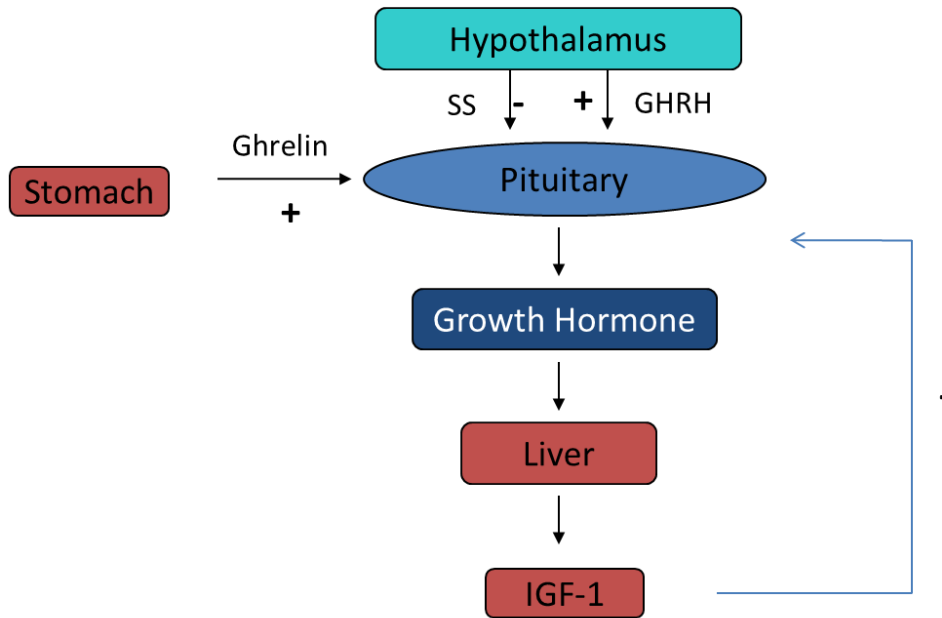 Hypothalamus
SS - + GHRH
Ghrelin
Stomach
+
Pituitary
Growth Hormone
Liver
IGF-1